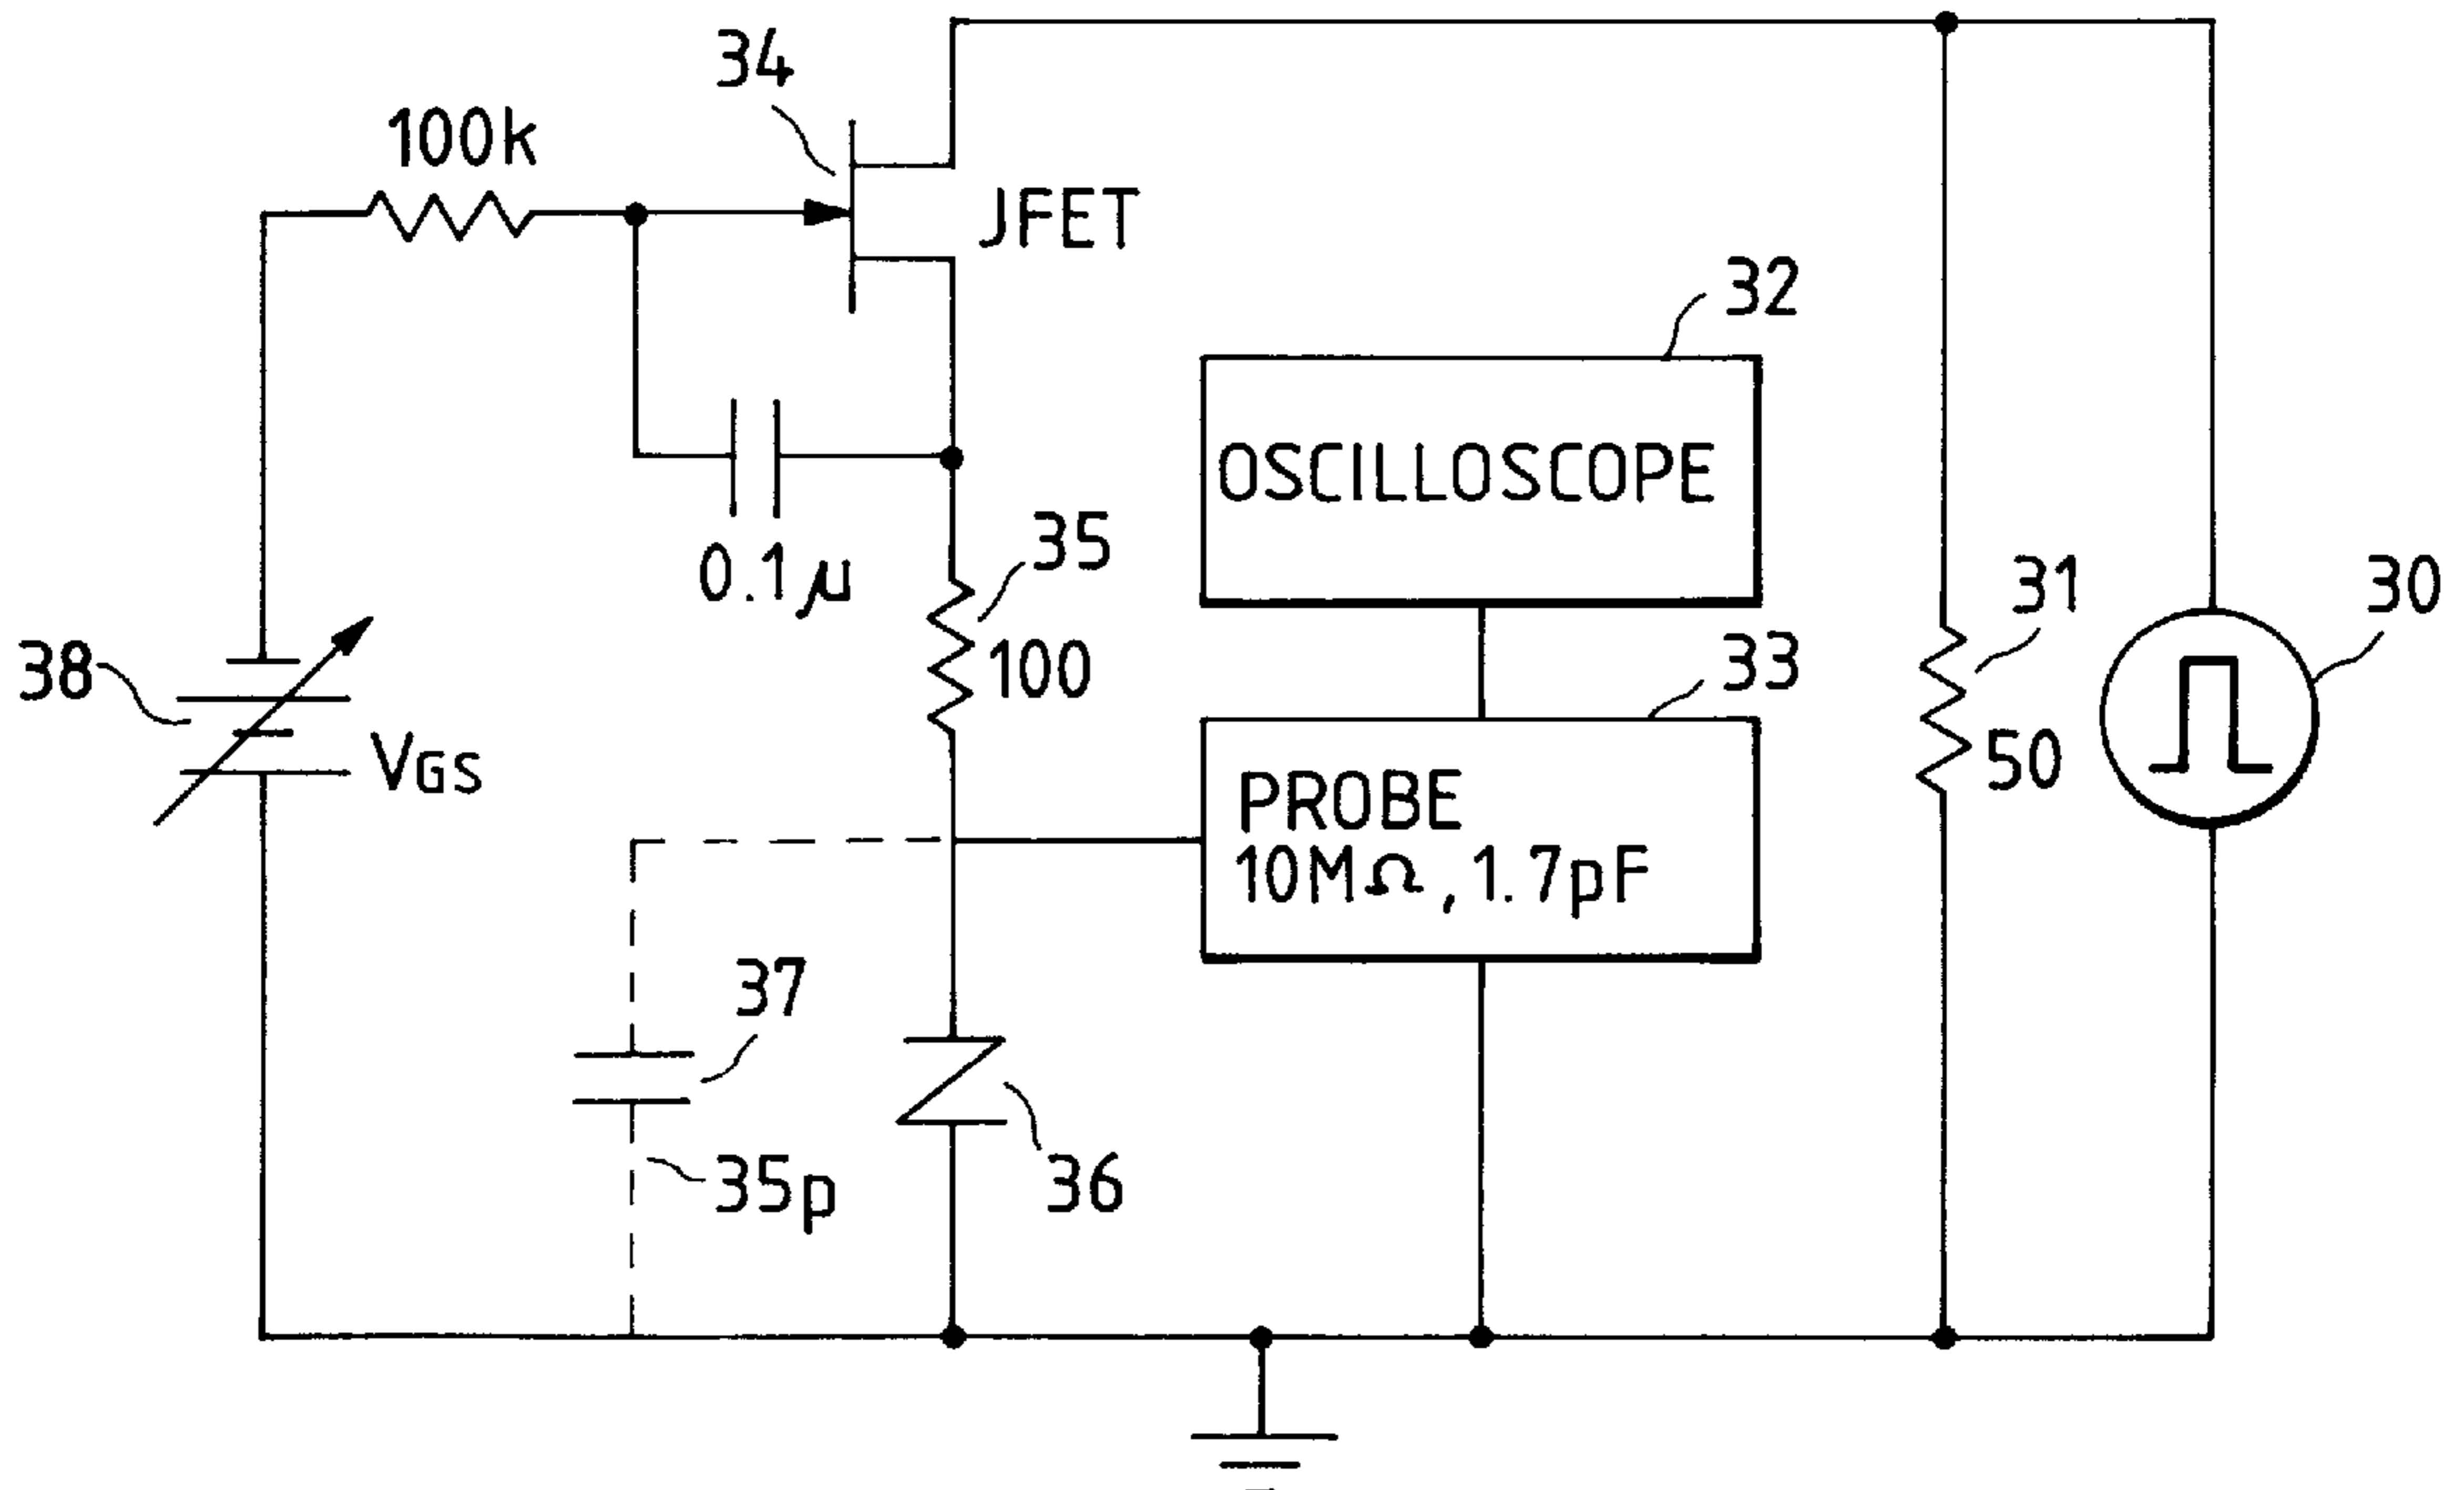 34
100k
JFET
32
OSCILLOSCOPE
35
0.1μ
31
30
33
38
100
50
VGS
PROBE
10MΩ, 1.7pF
37
35p
36